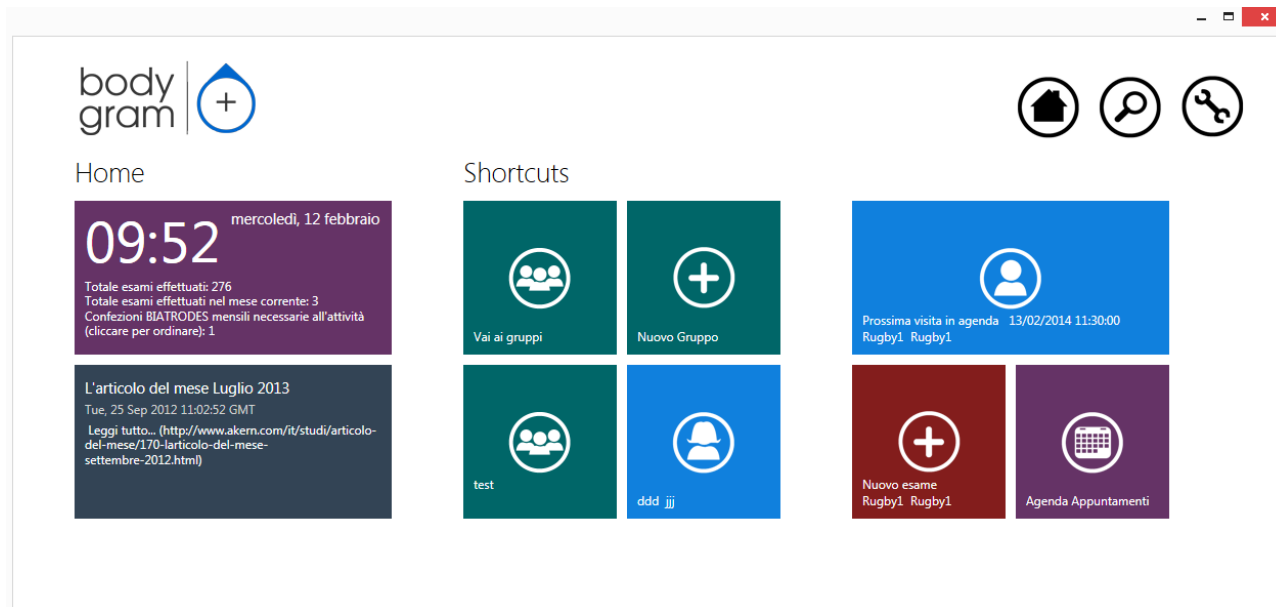 body
gram
Home
09:52
mercoledì, 12 febbraio
Totale esami effettuati: 276
Totale esami effettuati nel mese corrente: 3
Confezioni BIATRODES mensili necessarie all'attività
(cliccare per ordinare): 1
L'articolo del mese Luglio 2013
Tue, 25 Sep 2012 11:02:52 GMT
Leggi tutto... (http://www.akern.com/it/studi/articolo-
del-mese/170-larticolo-del-mese-
settembre-2012.html)
Shortcuts
Vai ai gruppi
Nuovo Gruppo
test
ddd jjj
Prossima visita in agenda 13/02/2014 11:30:00
Rugby1 Rugby1
Nuovo esame
Rugby1 Rugby1
Agenda Appuntamenti